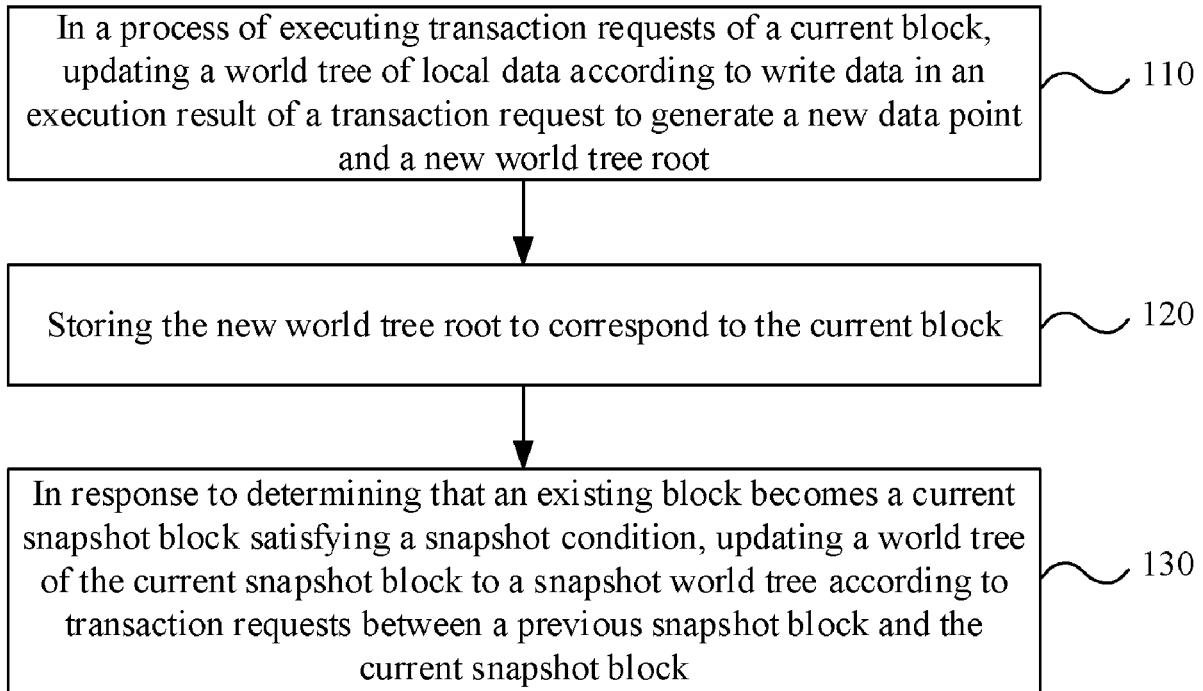 In a process of executing transaction requests of a current block,
updating a world tree of local data according to write data in an
execution result of a transaction request to generate a new data point
and a new world tree root
110
Storing the new world tree root to correspond to the current block
120
In response to determining that an existing block becomes a current
snapshot block satisfying a snapshot condition, updating a world tree
of the current snapshot block to a snapshot world tree according to
transaction requests between a previous snapshot block and the
current snapshot block
130